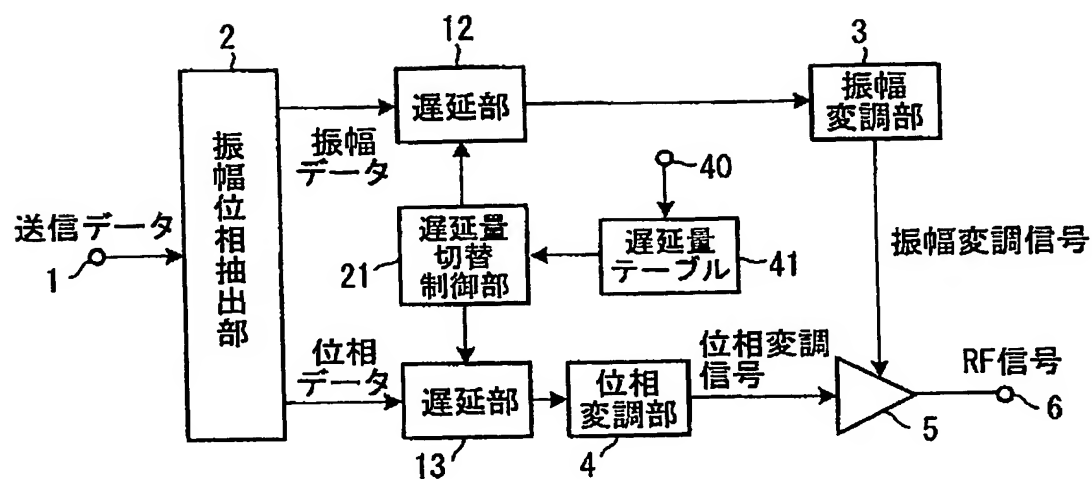 2
12
3
振幅位相抽出部
遅延部
振幅
変調部
振幅
データ
40
送信データ
1
遅延量
切替
制御部
21
遅延量
テーブル
41
振幅変調信号
位相
データ
遅延部
13
位相
変調部
4
位相変調
信号
5
RF信号
6